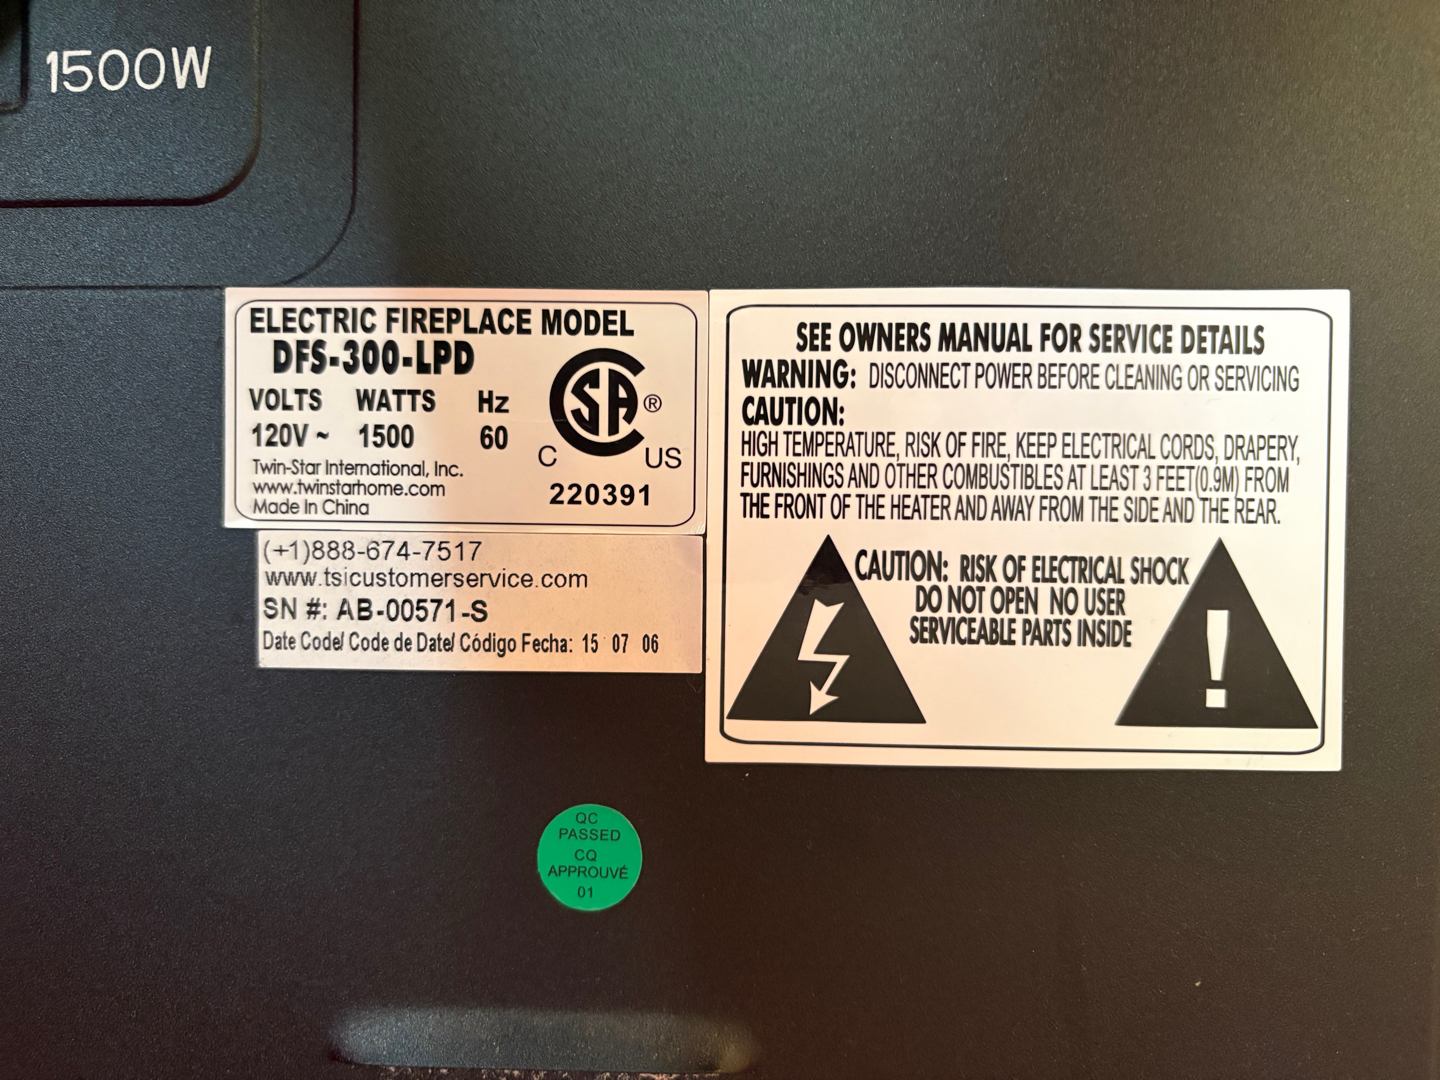 1500W
ELECTRIC FIREPLACE MODEL
DFS-300-LPD
VOLTS WATTS Hz
120V ~ 1500 60
Twin-Star International, Inc.
www.twinstarhome.com
Made In China
SA ®
C US
220391
(+1)888-674-7517
www.tsicustomerservice.com
SN #: AB-00571-S
Date Code/ Code de Date/ Código Fecha: 15 07 06
SEE OWNERS MANUAL FOR SERVICE DETAILS
WARNING: DISCONNECT POWER BEFORE CLEANING OR SERVICING
CAUTION:
HIGH TEMPERATURE, RISK OF FIRE, KEEP ELECTRICAL CORDS, DRAPERY,
FURNISHINGS AND OTHER COMBUSTIBLES AT LEAST 3 FEET(0.9M) FROM
THE FRONT OF THE HEATER AND AWAY FROM THE SIDE AND THE REAR.
CAUTION: RISK OF ELECTRICAL SHOCK
DO NOT OPEN NO USER
SERVICEABLE PARTS INSIDE
!
QC
PASSED
CQ
APPROUVÉ
01